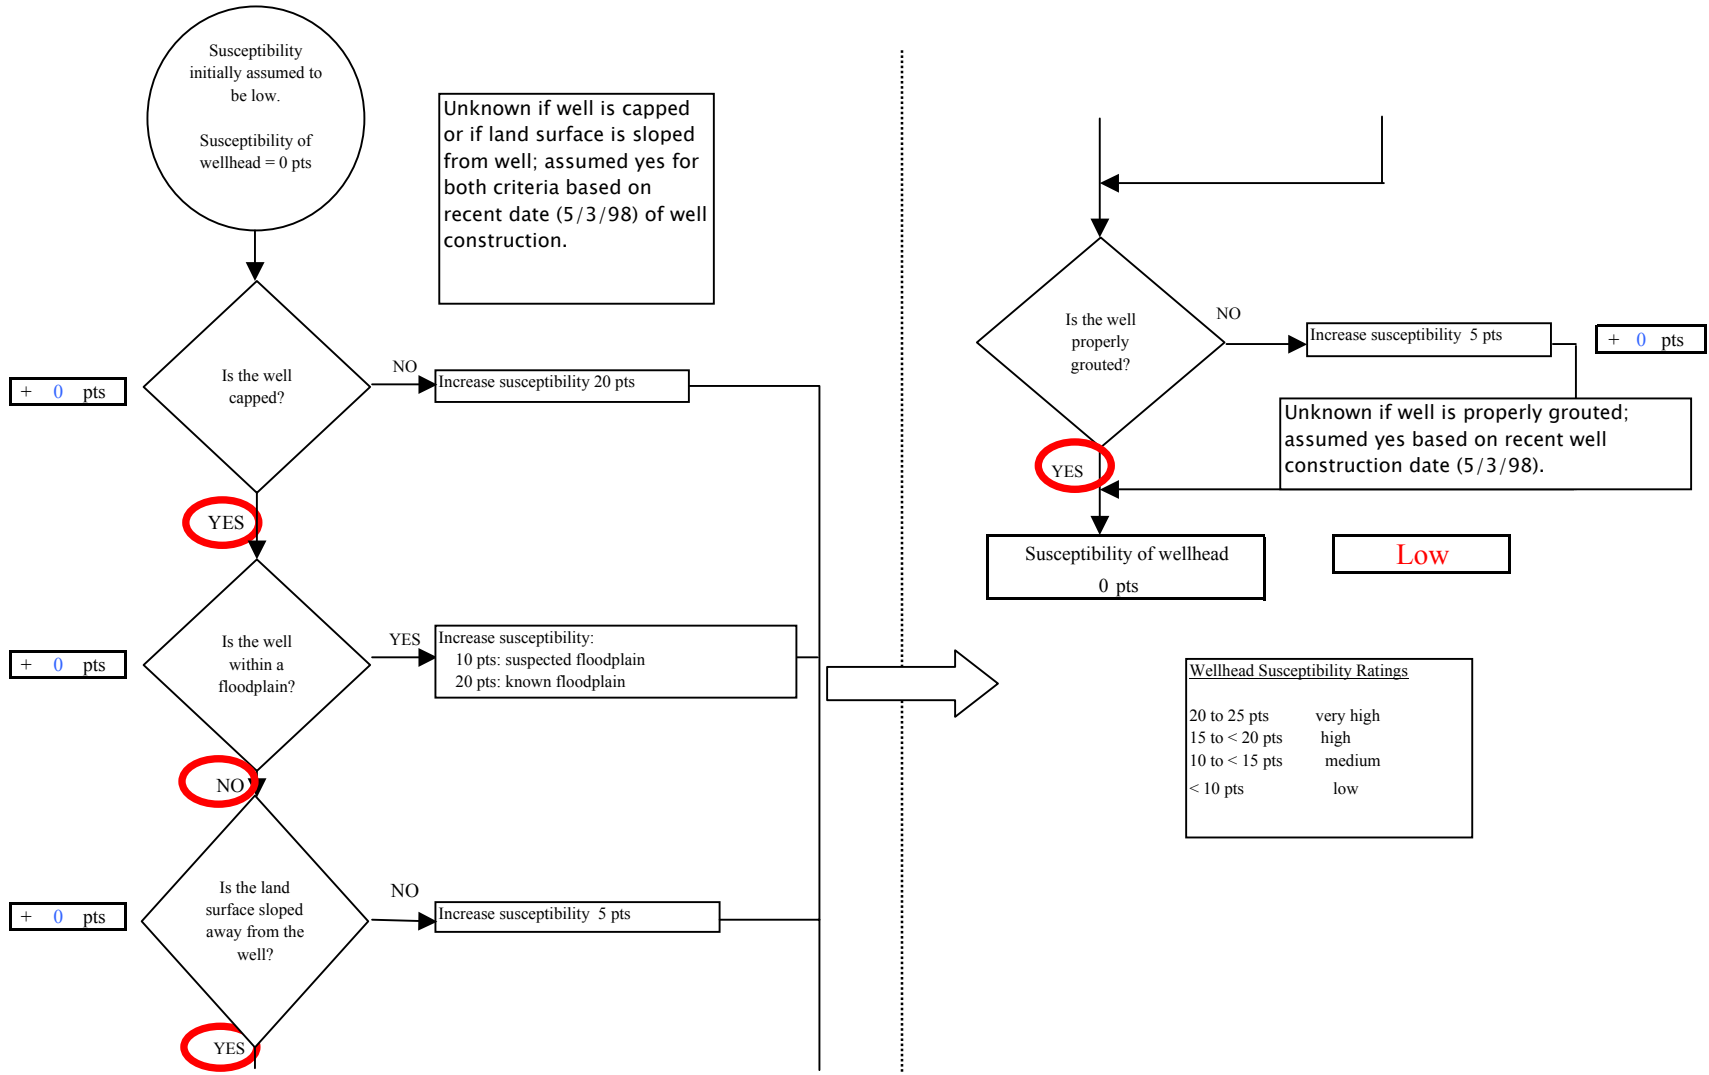 Susceptibility
initially assumed to
be low.
Susceptibility of
wellhead = 0 pts
Unknown if well is capped
or if land surface is sloped
from well; assumed yes for
both criteria based on
recent date (5/3/98) of well
construction.
+ 0 pts
Is the well
capped?
NO
Increase susceptibility 20 pts
YES
+ 0 pts
Is the well
within a
floodplain?
YES
Increase susceptibility:
10 pts: suspected floodplain
20 pts: known floodplain
NO
+ 0 pts
Is the land
surface sloped
away from the
well?
NO
Increase susceptibility 5 pts
YES
Is the well
properly
grouted?
NO
Increase susceptibility 5 pts
+ 0 pts
Unknown if well is properly grouted;
assumed yes based on recent well
construction date (5/3/98).
YES
Susceptibility of wellhead
0 pts
Low
Wellhead Susceptibility Ratings
20 to 25 pts very high
15 to < 20 pts high
10 to < 15 pts medium
< 10 pts low